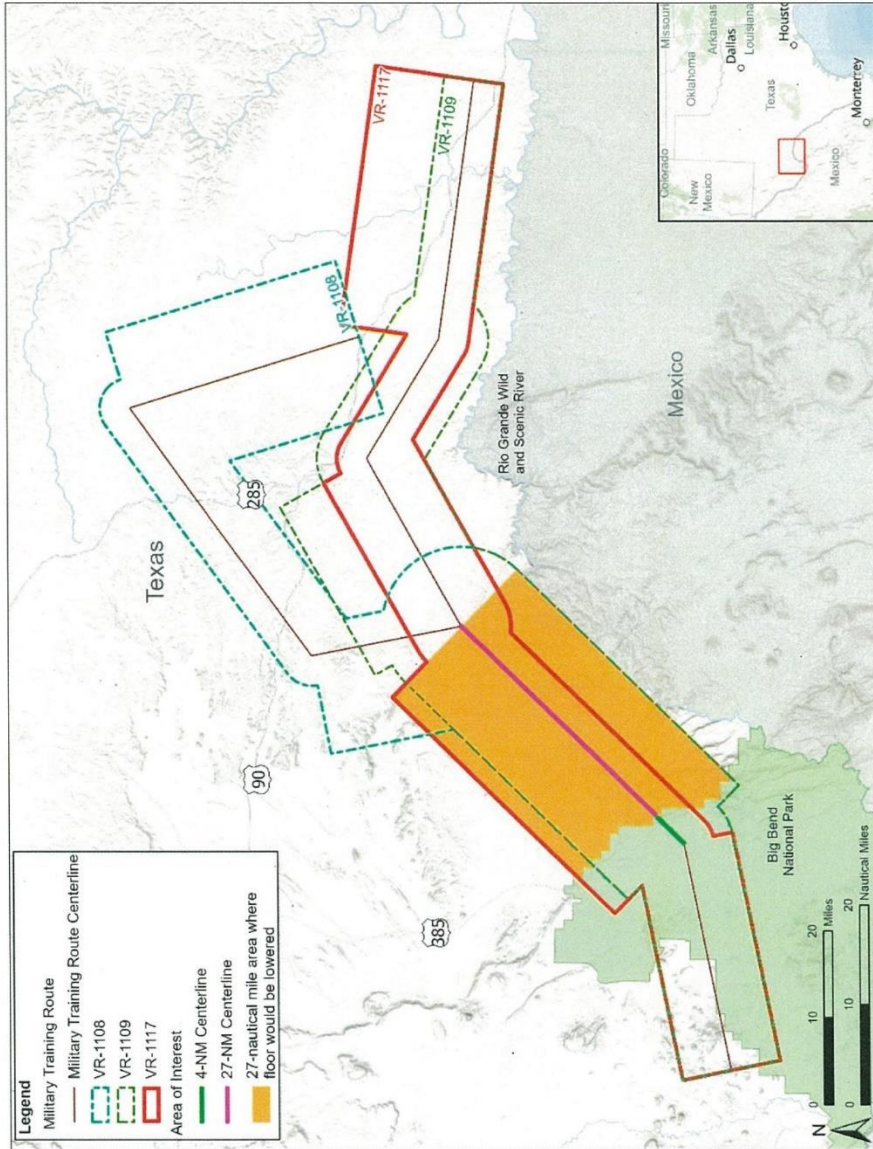 Legend
Military Training Route
Military Training Route Centerline
VR-1108
VR-1109
VR-1117
Area of Interest
4-NM Centerline
27-NM Centerline
27-nautical mile area where
floor would be lowered
Texas
285
90
385
VR-1108
VR-1117
VR-1109
Rio Grande Wild
and Scenic River
Mexico
Big Bend
National Park
N
0
10
20
Miles
0
10
20
Nautical Miles
Colorado
Missouri
New
Mexico
Oklahoma
Arkansas
Dallas
Louisiana
Texas
Houst
Mexico
Monterrey